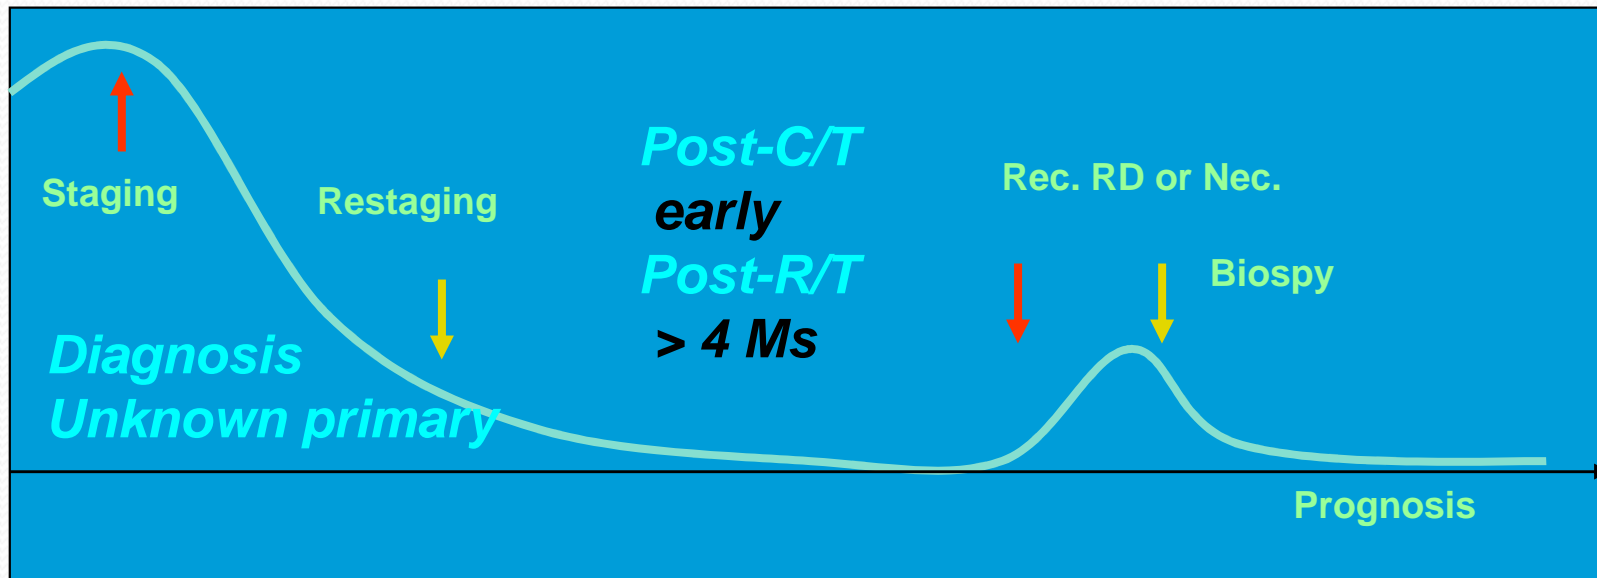 Staging
Restaging
Diagnosis
Unknown primary
Post-C/T
early
Post-R/T
> 4 Ms
Rec. RD or Nec.
Biospy
Prognosis